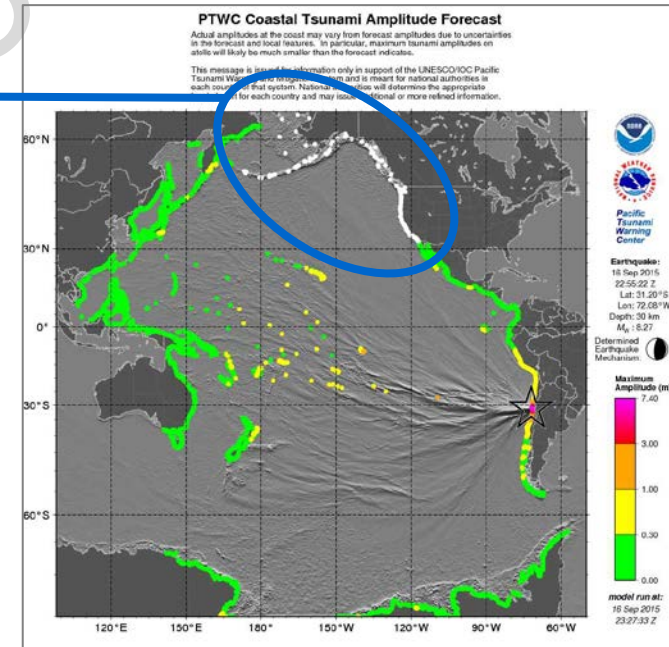 PTWC Coastal Tsunami Amplitude Forecast
Actual amplitudes at the coast may vary from forecast amplitudes due to uncertainties
in the forecast and local features. In particular, maximum tsunami amplitudes on
atolls will likely be much smaller than the forecast indicates.
This message is issued for information only in support of the UNESCO/IOC Pacific
Tsunami and Mitigation System and is meant for national authorities in
each of that system. National will determine the appropriate
for each country and may issue or more refined information.
60°N
30°N
0°
30°S
60°S
120°E
150°E
180°
150°W
120°W
90°W
60°W
Pacific
Tsunami
Warning
Center
Earthquake:
16 Sep 2015
22:55:22 Z
Lat: 31.20°S
Lon: 72.08°W
Depth: 30 km
: 8.27
Determined
Earthquake
Mechanism:
Maximum
Amplitude (m)
7.40
3.00
1.00
0.30
0.00
model run at:
16 Sep 2015
23:27:33 Z